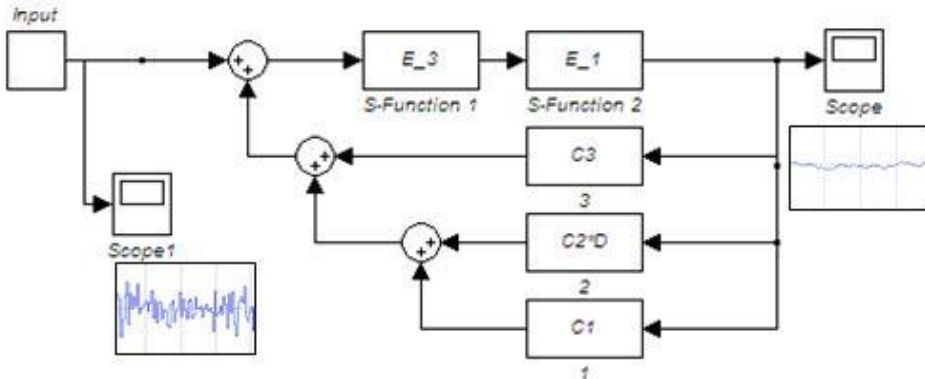 Input
E_3
E_1
S-Function 1
S-Function 2
Scope
C3
3
Scope1
C2*D
2
C1
1